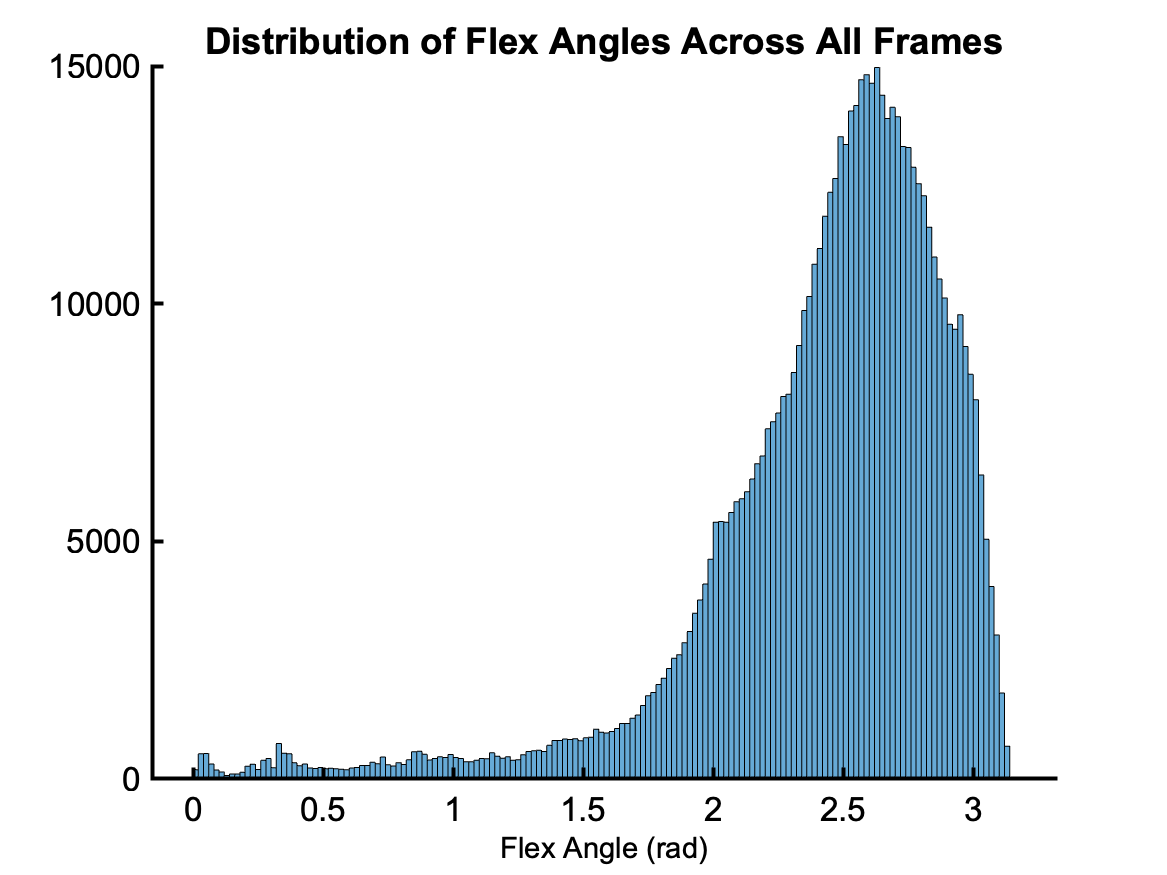 Distribution of Flex Angles Across All Frames
15000
10000
5000
0
0 0.5 1 1.5 2 2.5 3
Flex Angle (rad)